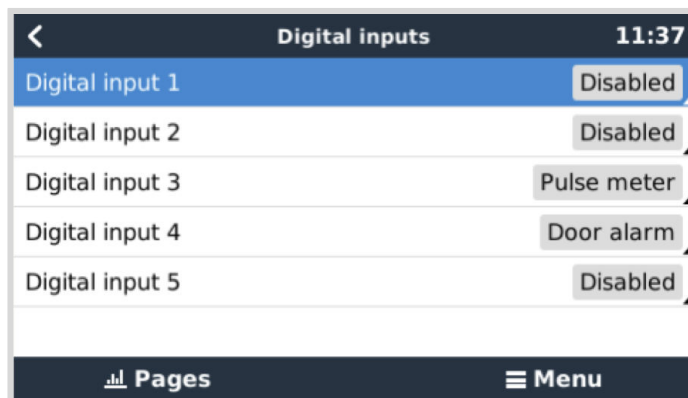 Digital inputs 11:37
Digital input 1 Disabled
Digital input 2 Disabled
Digital input 3 Pulse meter
Digital input 4 Door alarm
Digital input 5 Disabled
Pages Menu